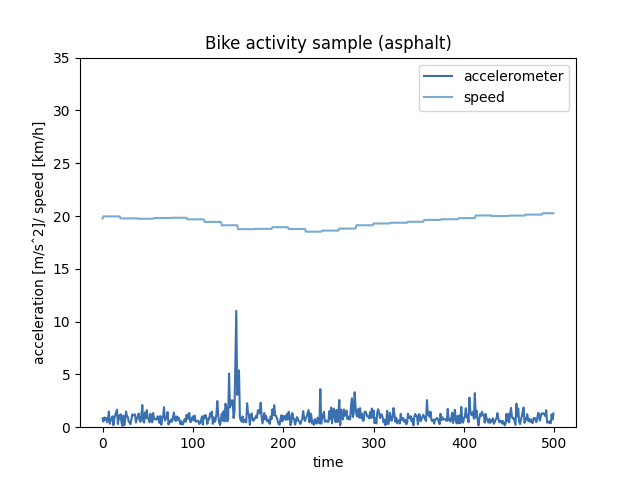 Bike activity sample (asphalt)
accelerometer
speed
acceleration [m/s^2]/ speed [km/h]
35
30
25
20
15
10
5
0
0 100 200 300 400 500
time